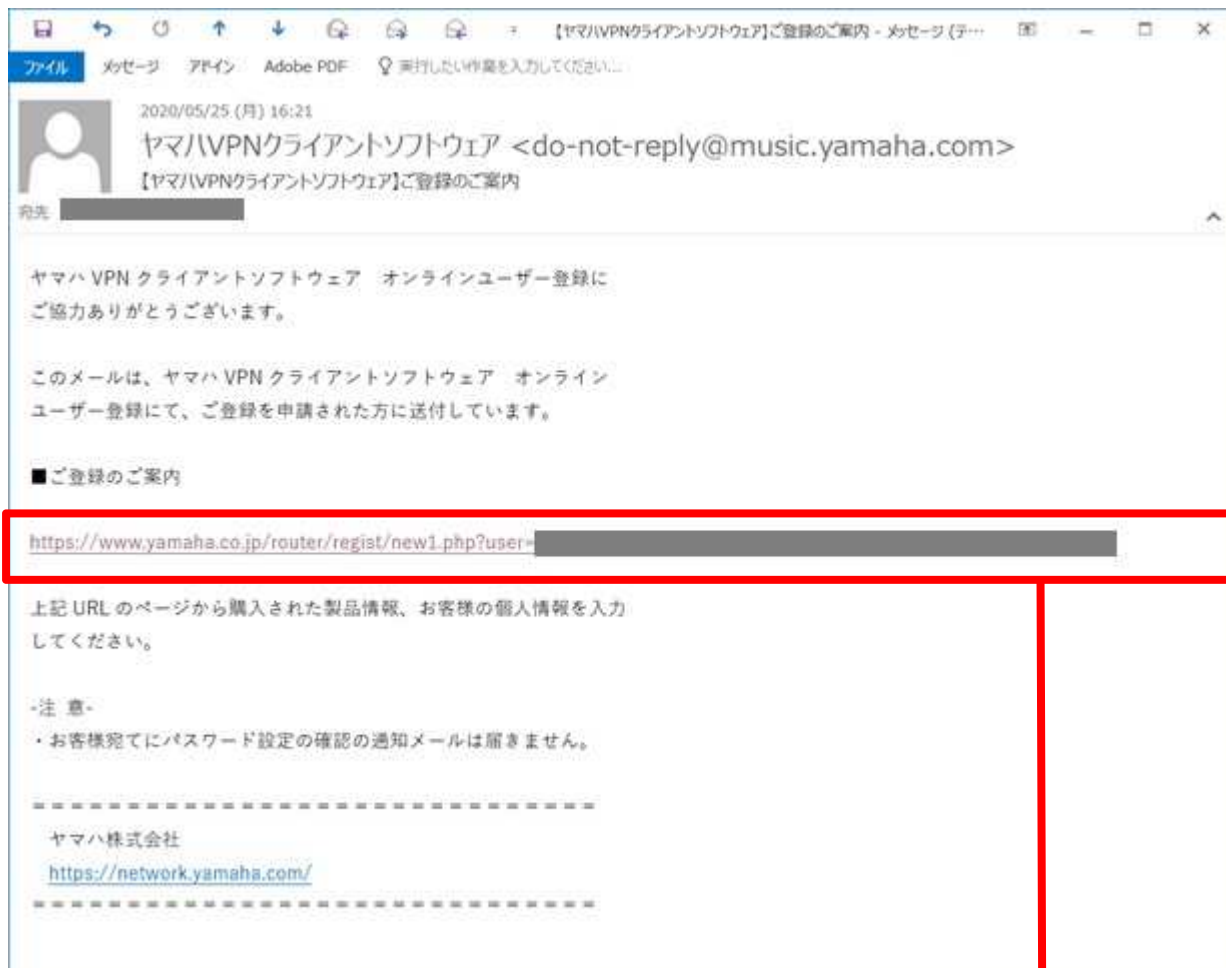 【ヤマハVPNクライアントソフトウェア】ご登録のご案内 - メッセージ (テ…
ファイル メッセージ アドイン Adobe PDF 実行したい作業を入力してください...
2020/05/25 (月) 16:21
ヤマハVPNクライアントソフトウェア <do-not-reply@music.yamaha.com>
【ヤマハVPNクライアントソフトウェア】ご登録のご案内
宛先
ヤマハ VPN クライアントソフトウェア オンラインユーザー登録に
ご協力ありがとうございます。
このメールは、ヤマハ VPN クライアントソフトウェア オンライン
ユーザー登録にて、ご登録を申請された方に送付しています。
■ご登録のご案内
https://www.yamaha.co.jp/router/regist/new1.php?user=
上記 URL のページから購入された製品情報、お客様の個人情報を入力
してください。
-注 意-
・お客様宛てにパスワード設定の確認の通知メールは届きません。
＝＝＝＝＝＝＝＝＝＝＝＝＝＝＝＝＝＝＝＝＝＝＝＝＝＝＝＝＝＝
ヤマハ株式会社
https://network.yamaha.com/
＝＝＝＝＝＝＝＝＝＝＝＝＝＝＝＝＝＝＝＝＝＝＝＝＝＝＝＝＝＝